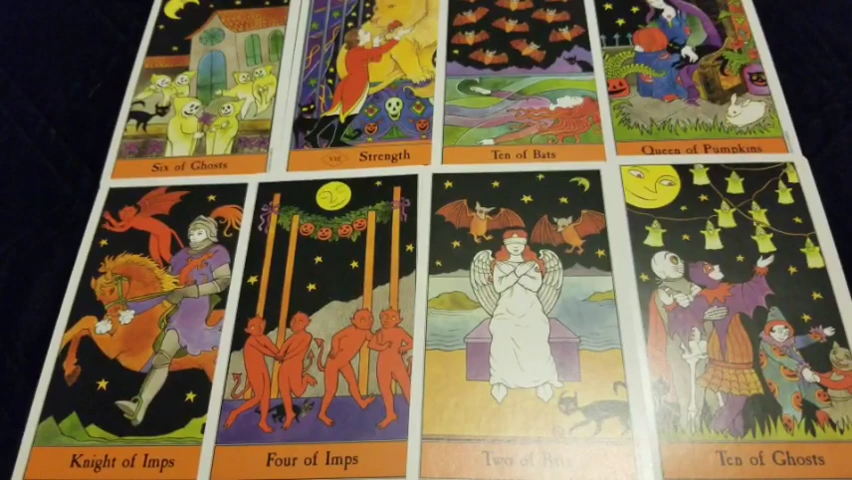 Six of Ghosts
VIII Strength
Ten of Bats
Queen of Pumpkins
Knight of Imps
Four of Imps
Two of Bats
Ten of Ghosts